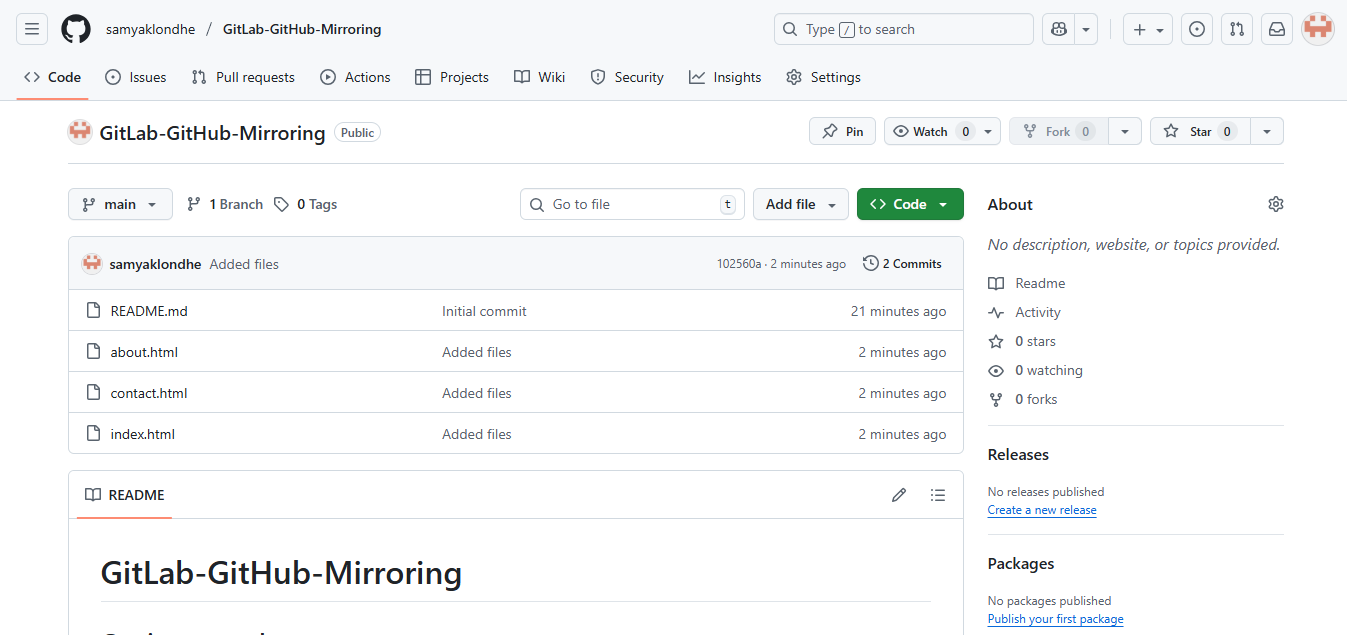 samyaklondhe / GitLab-GitHub-Mirroring
Type / to search
Code Issues Pull requests Actions Projects Wiki Security Insights Settings
GitLab-GitHub-Mirroring Public
Pin Watch 0 Fork 0 Star 0
main 1 Branch 0 Tags Go to file t Add file Code
samyaklondhe Added files 102560a · 2 minutes ago 2 Commits
README.md Initial commit 21 minutes ago
about.html Added files 2 minutes ago
contact.html Added files 2 minutes ago
index.html Added files 2 minutes ago
README
GitLab-GitHub-Mirroring
About
No description, website, or topics provided.
Readme
Activity
0 stars
0 watching
0 forks
Releases
No releases published
Create a new release
Packages
No packages published
Publish your first package